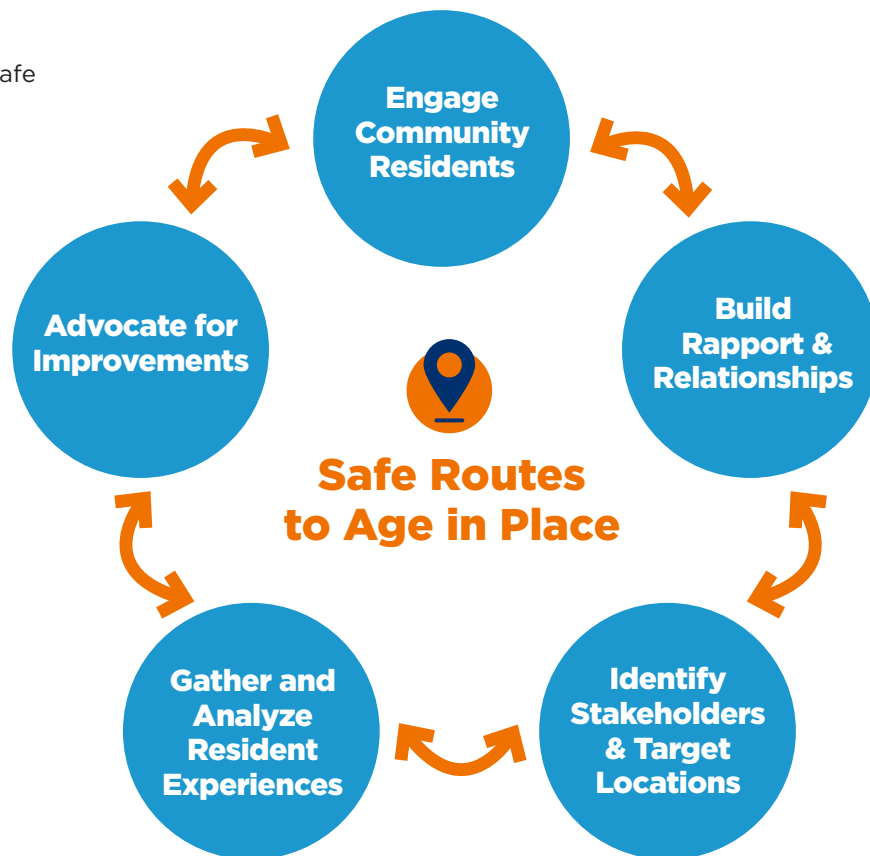 afe
Engage
Community
Residents
Build
Rapport &
Relationships
Identify
Stakeholders
& Target
Locations
Gather and
Analyze
Resident
Experiences
Advocate for
Improvements
Safe Routes
to Age in Place